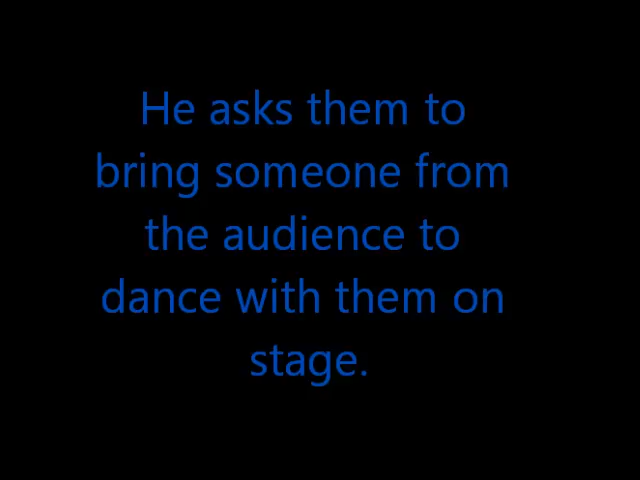 He asks them to
bring someone from
the audience to
dance with them on
stage.